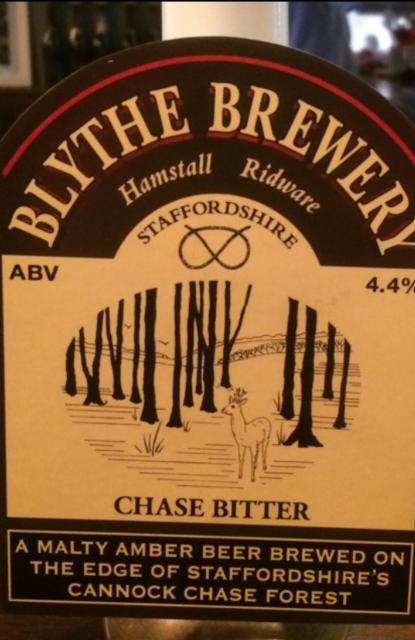 BLYTHE BREWERY
Hamstall Ridware
STAFFORDSHIRE
ABV
4.4%
CHASE BITTER
A MALTY AMBER BEER BREWED ON
THE EDGE OF STAFFORDSHIRE'S
CANNOCK CHASE FOREST